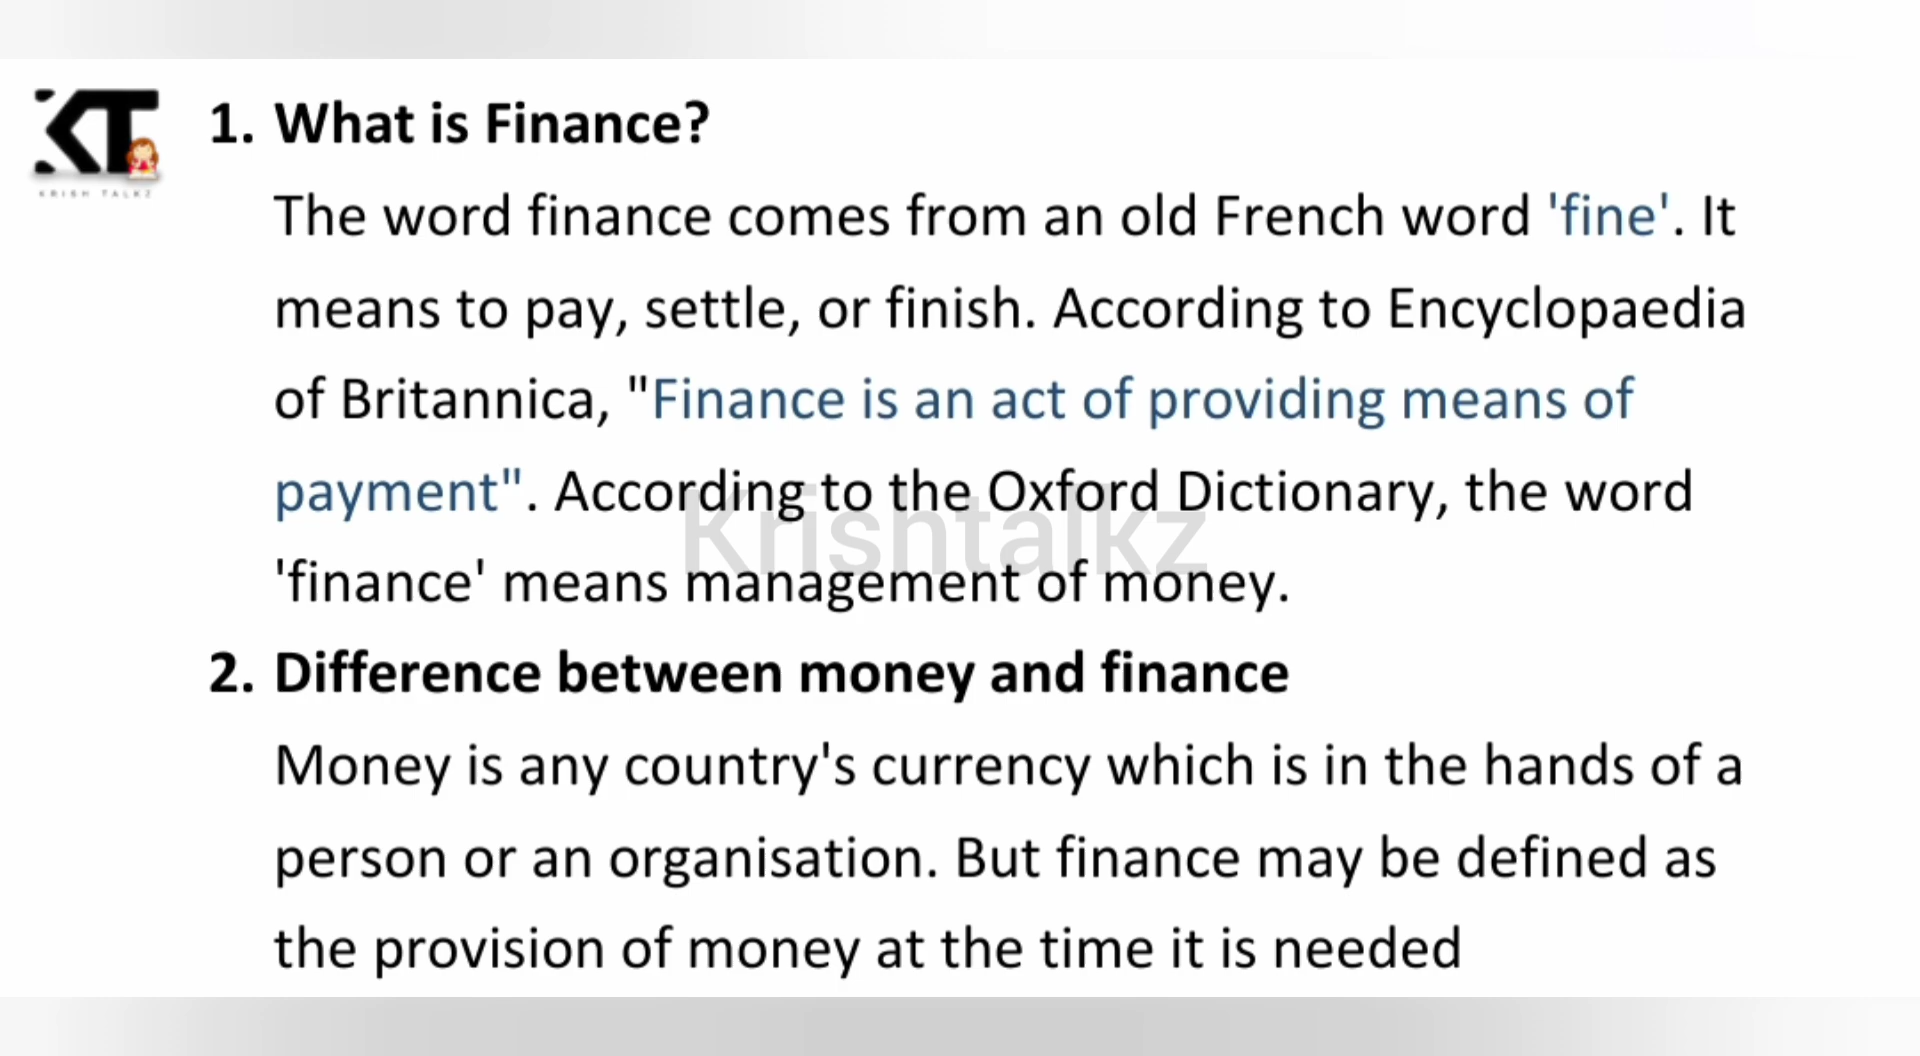 KT
KRISH TALKZ
1. What is Finance?
The word finance comes from an old French word 'fine'. It
means to pay, settle, or finish. According to Encyclopaedia
of Britannica, "Finance is an act of providing means of
payment". According to the Oxford Dictionary, the word
Krishtalkz
'finance' means management of money.
2. Difference between money and finance
Money is any country's currency which is in the hands of a
person or an organisation. But finance may be defined as
the provision of money at the time it is needed